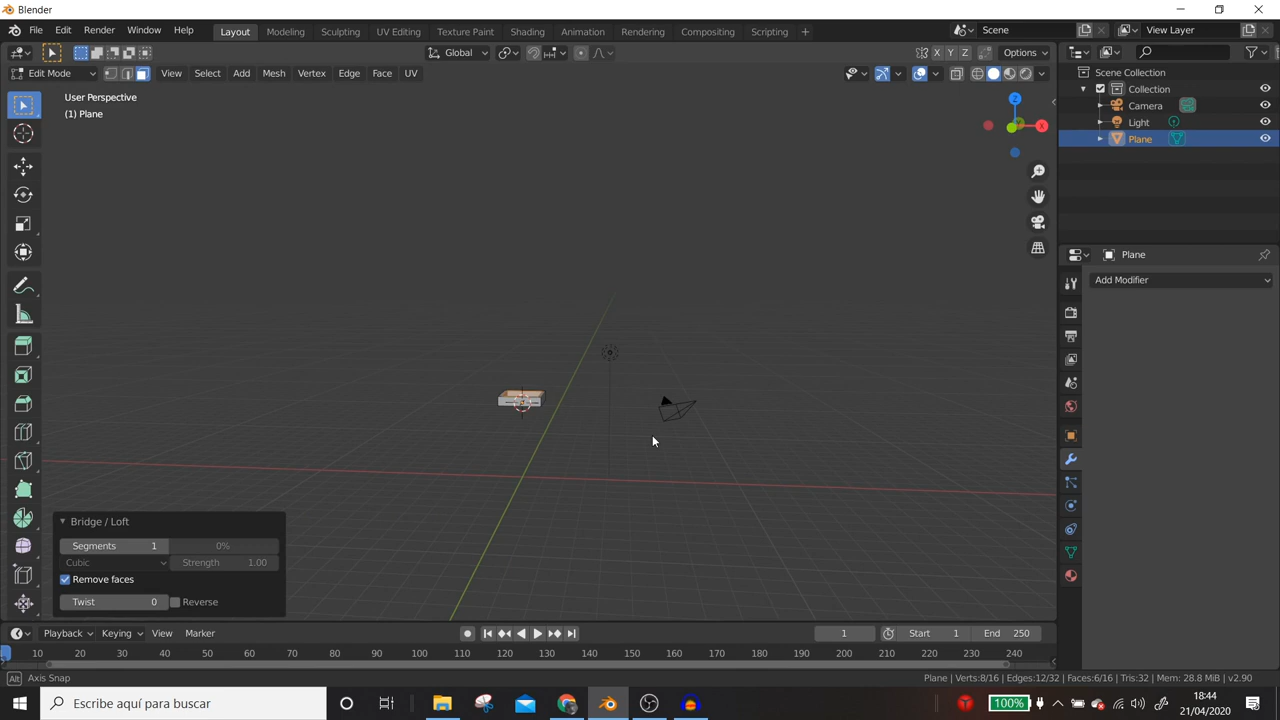 Blender
File Edit Render Window Help Layout Modeling Sculpting UV Editing Texture Paint Shading Animation Rendering Compositing Scripting + Scene View Layer
Global X Y Z Options
Edit Mode View Select Add Mesh Vertex Edge Face UV
Scene Collection
Collection
Camera
Light
Plane
User Perspective
(1) Plane
Z
X
Plane
Add Modifier
Bridge / Loft
Segments 1 0%
Cubic Strength 1.00
Remove faces
Twist 0 Reverse
Playback Keying View Marker 1 Start 1 End 250
10 20 30 40 50 60 70 80 90 100 110 120 130 140 150 160 170 180 190 200 210 220 230 240
Alt Axis Snap Plane | Verts:8/16 | Edges:12/32 | Faces:6/16 | Tris:32 | Mem: 28.8 MiB | v2.90
Escribe aquí para buscar 100% 18:44
21/04/2020